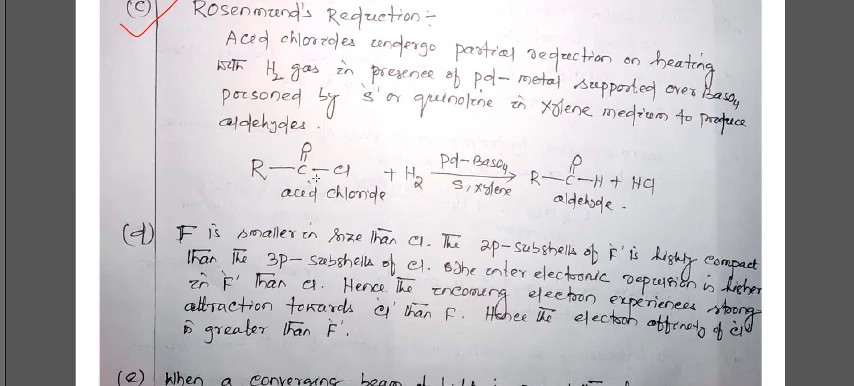 (c) Rosenmund's Reduction :-
Aced chlorides undergo partial reduction on heating
with H2 gas in presence of pd- metal supported over BaSO4
poisoned by 's' or quinoline in xylene medium to produce
aldehydes.
R-C(=O)-Cl + H2 —Pd-BaSO4 / S, xylene→ R-C(=O)-H + HCl
aced chloride aldehyde.
(d) F is smaller in size than Cl. The 2p-subshells of 'F' is highly compact
than the 3p- subshells of Cl. The inter electronic repulsion is higher
in 'F' than Cl. Hence the incoming electron experiences strong
attraction towards 'Cl' than F. Hence the electron affinity of 'Cl'
is greater than 'F'.
(e) When a converging beam of